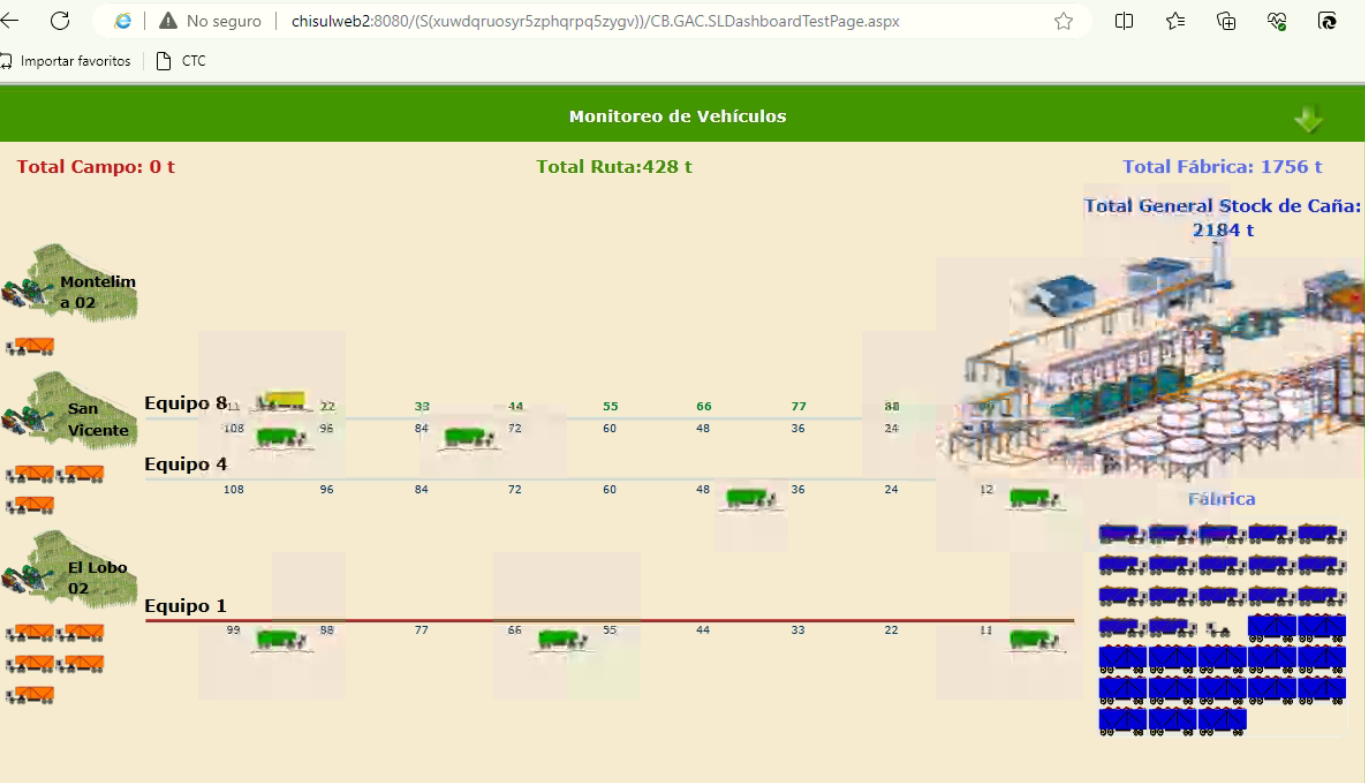 No seguro
chisulweb2:8080/(S(xuwdqruosyr5zphqrpq5zygv))/CB.GAC.SLDashboardTestPage.aspx
Importar favoritos
CTC
Monitoreo de Vehículos
Total Campo: 0 t
Total Ruta:428 t
Total Fábrica: 1756 t
Total General Stock de Caña:
2184 t
Montelim
a 02
San
Vicente
Equipo 8
11 22 33 44 55 66 77 88
108 96 84 72 60 48 36 24
Equipo 4
108 96 84 72 60 48 36 24 12
Fábrica
El Lobo
02
Equipo 1
99 88 77 66 55 44 33 22 11